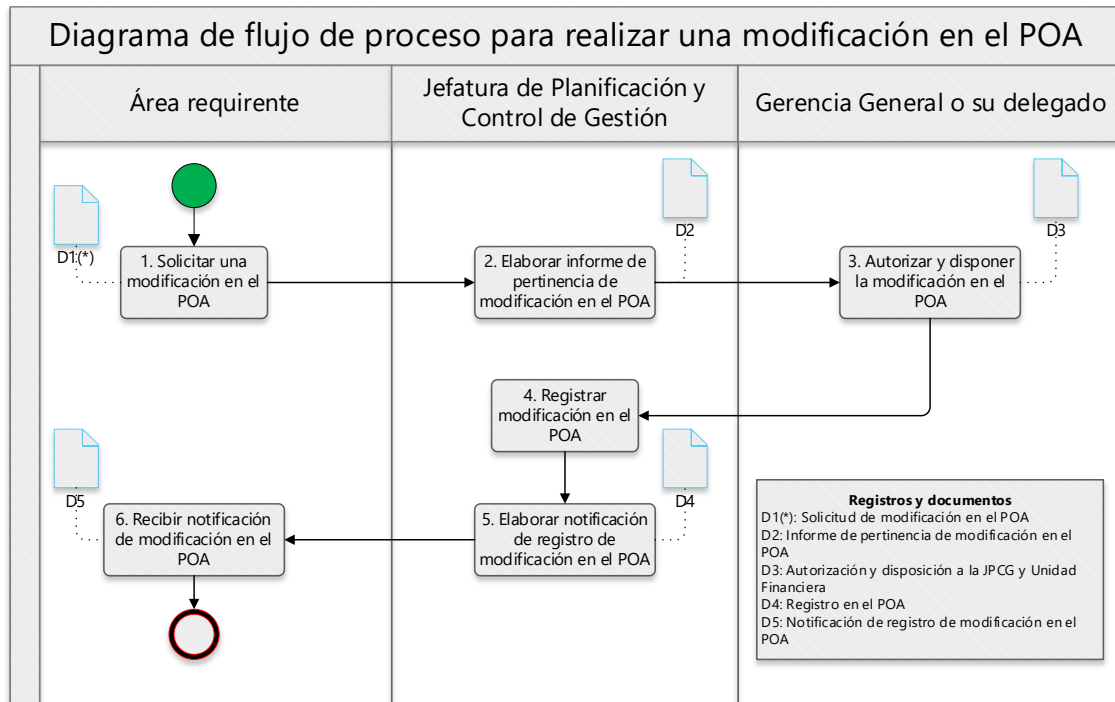 Diagrama de flujo de proceso para realizar una modificación en el POA
Área requirente
Jefatura de Planificación y
Control de Gestión
Gerencia General o su delegado
D1(*)
1. Solicitar una
modificación en el
POA
D2
2. Elaborar informe de
pertinencia de
modificación en el POA
D3
3. Autorizar y disponer
la modificación en el
POA
4. Registrar
modificación en el
POA
D4
5. Elaborar notificación
de registro de
modificación en el POA
D5
6. Recibir notificación
de modificación en el
POA
Registros y documentos
D1(*): Solicitud de modificación en el POA
D2: Informe de pertinencia de modificación en el
POA
D3: Autorización y disposición a la JPCG y Unidad
Financiera
D4: Registro en el POA
D5: Notificación de registro de modificación en el
POA